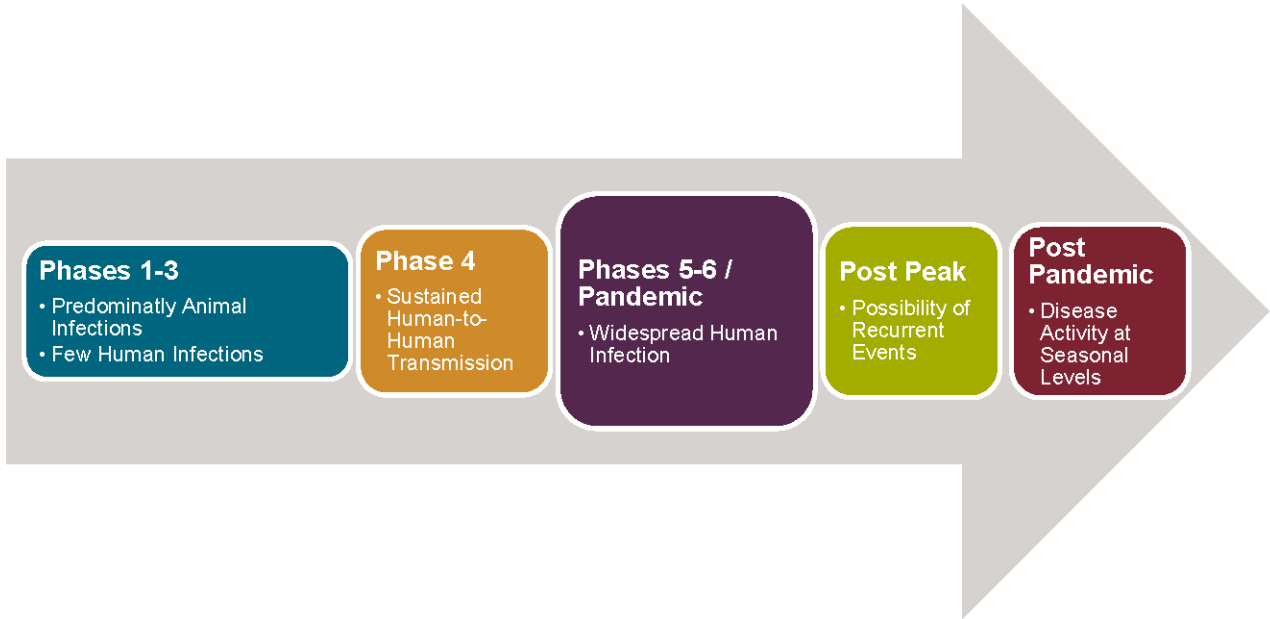 Phases 1-3
• Predominatly Animal
Infections
• Few Human Infections
Phase 4
• Sustained
Human-to-
Human
Transmission
Phases 5-6 /
Pandemic
• Widespread Human
Infection
Post Peak
• Possibility of
Recurrent
Events
Post
Pandemic
• Disease
Activity at
Seasonal
Levels